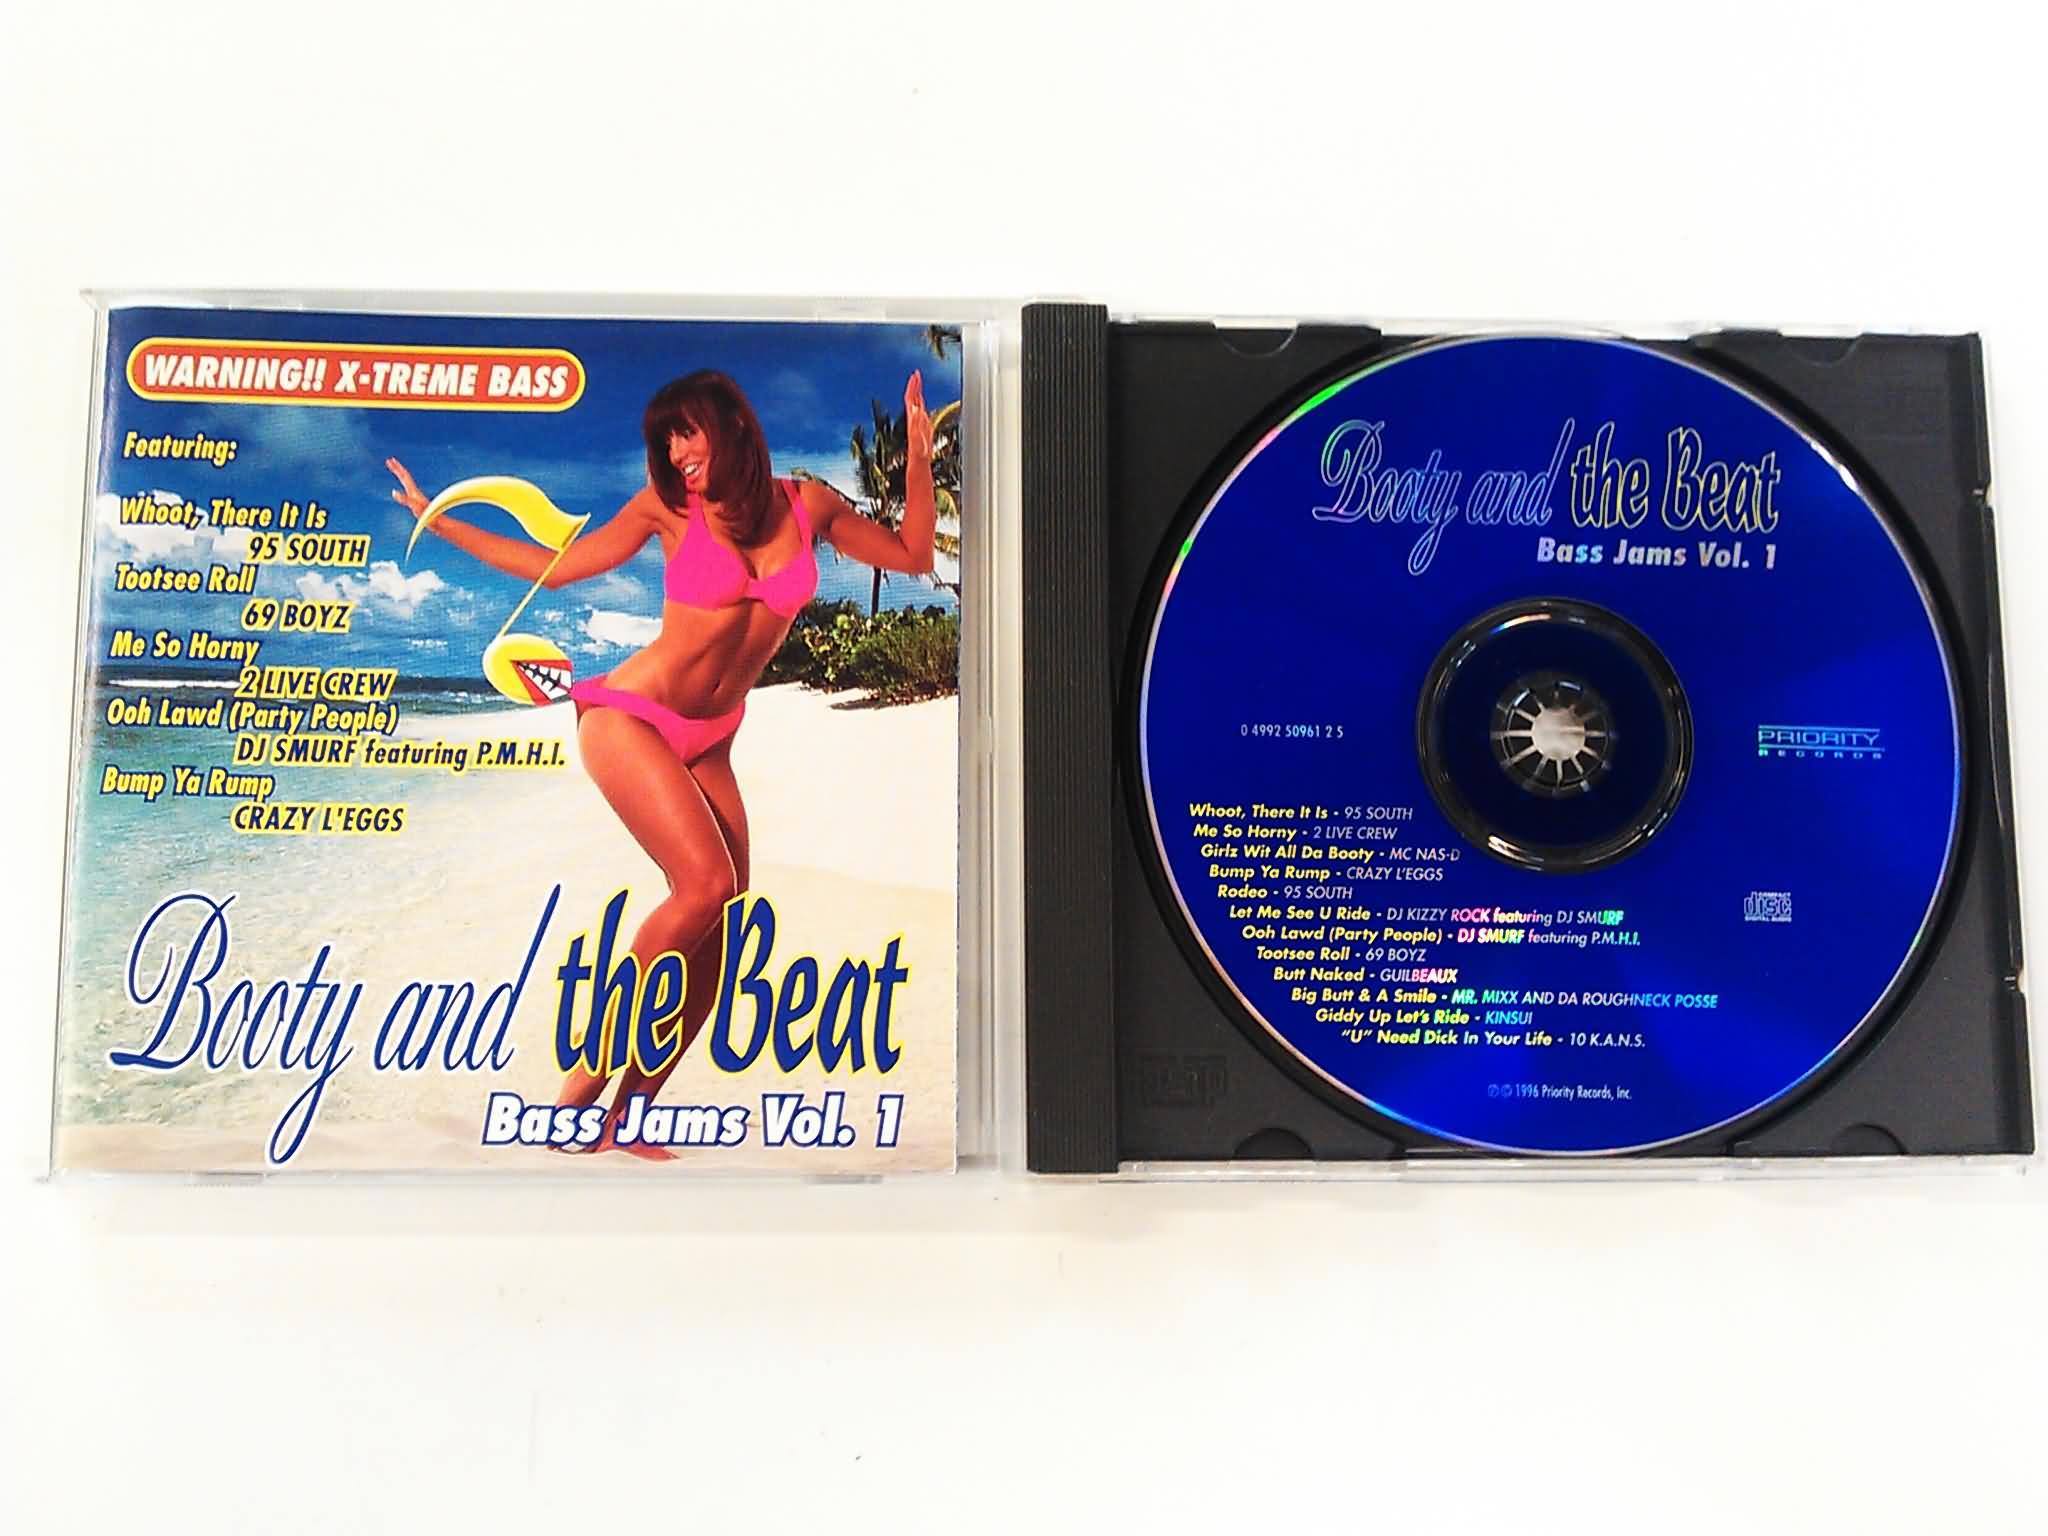 WARNING!! X-TREME BASS
Featuring:
Whoot, There It Is
95 SOUTH
Tootsee Roll
69 BOYZ
Me So Horny
2 LIVE CREW
Ooh Lawd (Party People)
DJ SMURF featuring P.M.H.I.
Bump Ya Rump
CRAZY L'EGGS
Booty and the Beat
Bass Jams Vol. 1
Booty and the Beat
Bass Jams Vol. 1
0 4992 50961 2 5
PRIORITY
RECORDS
Whoot, There It Is - 95 SOUTH
Me So Horny - 2 LIVE CREW
Girlz Wit All Da Booty - MC NAS-D
Bump Ya Rump - CRAZY L'EGGS
Rodeo - 95 SOUTH
Let Me See U Ride - DJ KIZZY ROCK featuring DJ SMURF
Ooh Lawd (Party People) - DJ SMURF featuring P.M.H.I.
Tootsee Roll - 69 BOYZ
Butt Naked - GUILBEAUX
Big Butt & A Smile - MR. MIXX AND DA ROUGHNECK POSSE
Giddy Up Let's Ride - KINSUI
"U" Need Dick In Your Life - 10 K.A.N.S.
COMPACT
disc
DIGITAL AUDIO
℗ © 1996 Priority Records, Inc.